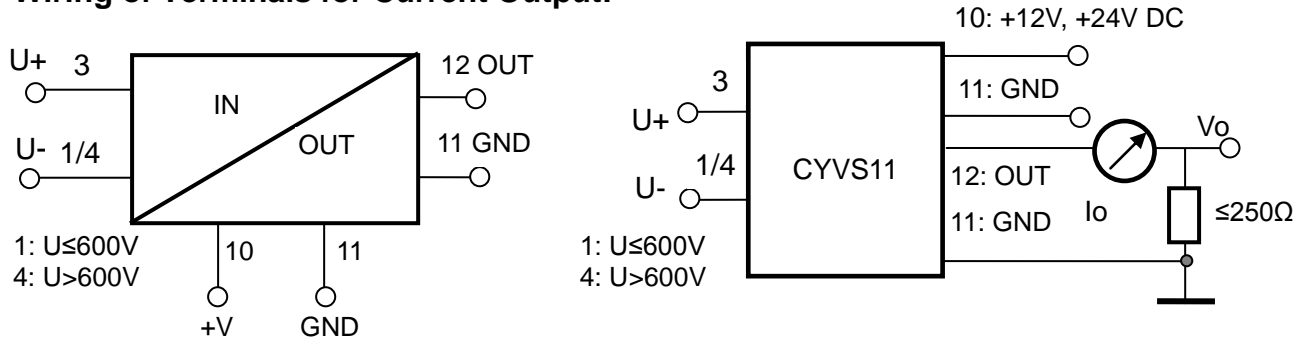 Wiring of Terminals for Current Output:
U+ 3
IN
12 OUT
U- 1/4
OUT
11 GND
1: U≤600V
4: U>600V
10
11
+V
GND
10: +12V, +24V DC
3
11: GND
U+
Vo
1/4
CYVS11
12: OUT
U-
Io
≤250Ω
11: GND
1: U≤600V
4: U>600V